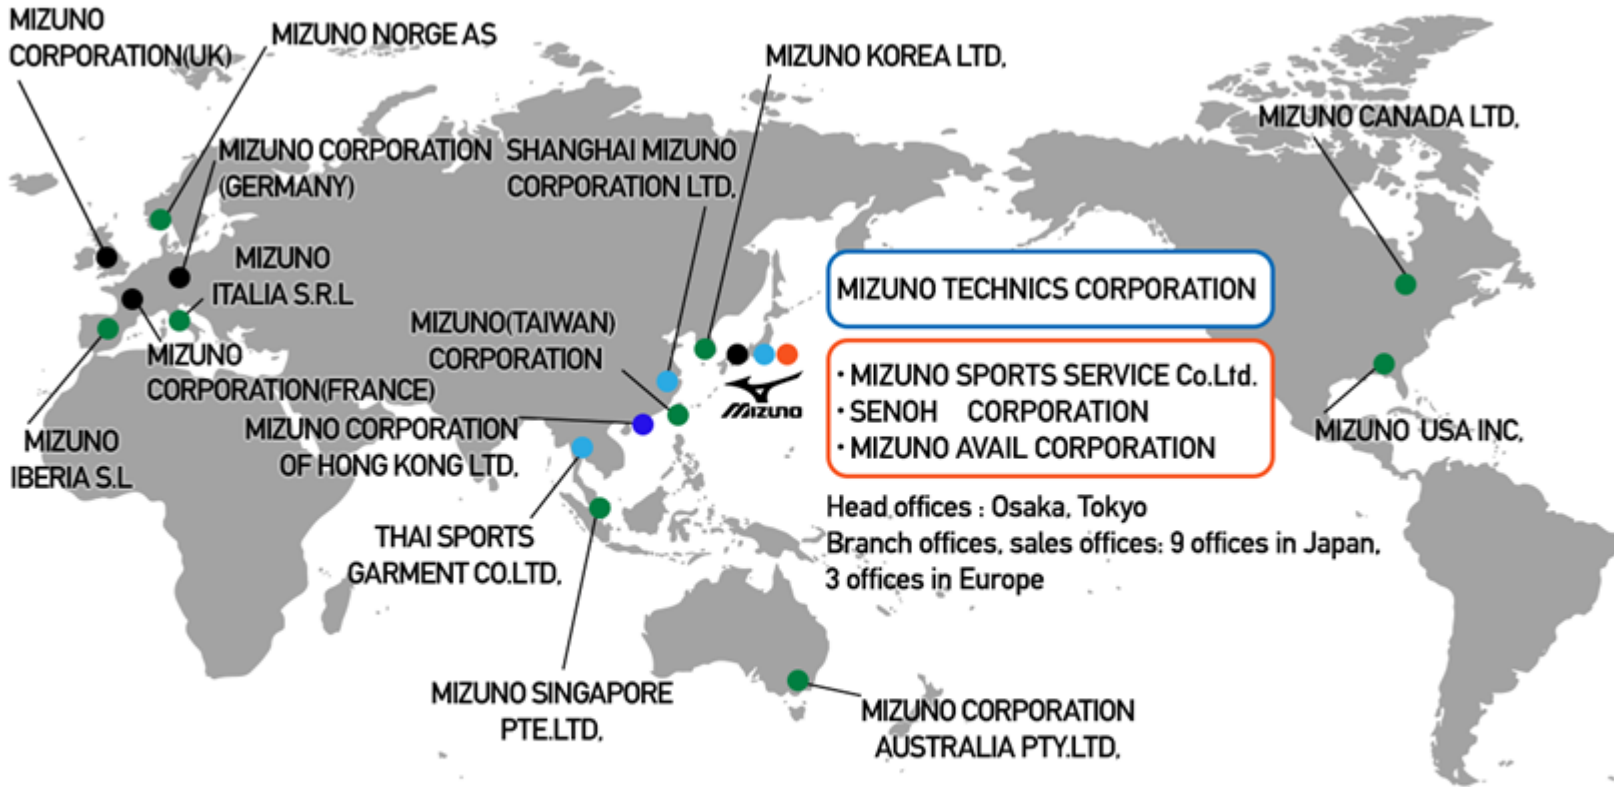 MIZUNO
CORPORATION(UK)
MIZUNO NORGE AS
MIZUNO KOREA LTD,
MIZUNO CANADA LTD,
MIZUNO CORPORATION
(GERMANY)
SHANGHAI MIZUNO
CORPORATION LTD,
MIZUNO
ITALIA S.R.L
MIZUNO TECHNICS CORPORATION
MIZUNO(TAIWAN)
CORPORATION
MIZUNO
CORPORATION(FRANCE)
MIZUNO
・MIZUNO SPORTS SERVICE Co.Ltd.
・SENOH CORPORATION
・MIZUNO AVAIL CORPORATION
MIZUNO
IBERIA S.L
MIZUNO CORPORATION
OF HONG KONG LTD,
MIZUNO USA INC,
Head offices : Osaka, Tokyo
Branch offices, sales offices: 9 offices in Japan,
3 offices in Europe
THAI SPORTS
GARMENT CO.LTD,
MIZUNO SINGAPORE
PTE.LTD,
MIZUNO CORPORATION
AUSTRALIA PTY.LTD,